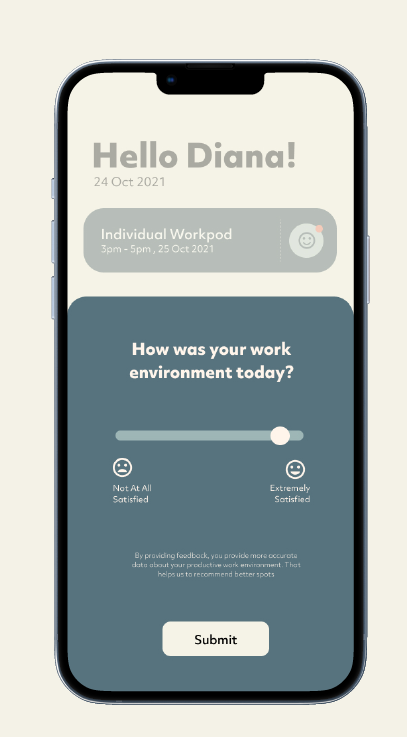 Hello Diana!
24 Oct 2021
Individual Workpod
3pm - 5pm , 25 Oct 2021
How was your work
environment today?
Not At All
Satisfied
Extremely
Satisfied
By providing feedback, you provide more accurate
data about your productive work environment. That
helps us to recommend better spots
Submit